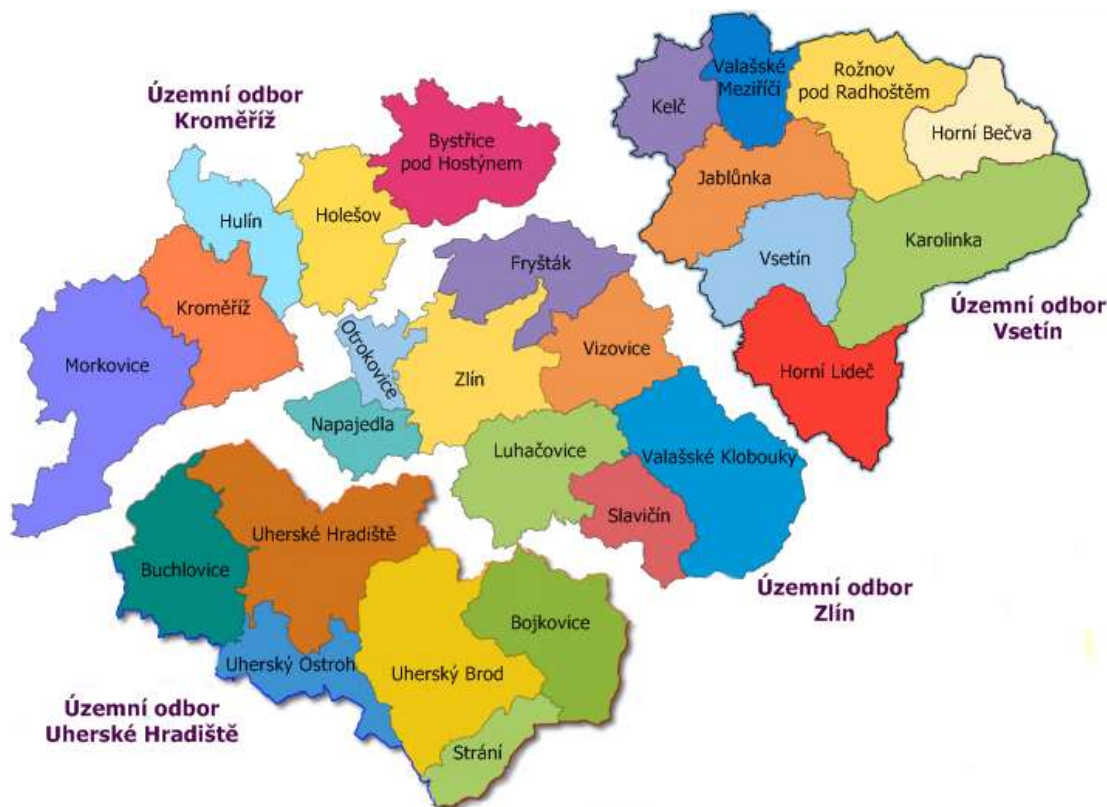 Územní odbor
Kroměříž
Bystřice
pod Hostýnem
Holešov
Hulín
Kroměříž
Morkovice
Valašské
Meziříčí
Rožnov
pod Radhoštěm
Kelč
Horní Bečva
Jablůnka
Karolinka
Vsetín
Horní Lideč
Územní odbor
Vsetín
Fryšták
Otrokovice
Zlín
Vizovice
Napajedla
Luhačovice
Valašské Klobouky
Slavičín
Územní odbor
Zlín
Uherské Hradiště
Buchlovice
Bojkovice
Uherský Ostroh
Uherský Brod
Strání
Územní odbor
Uherské Hradiště